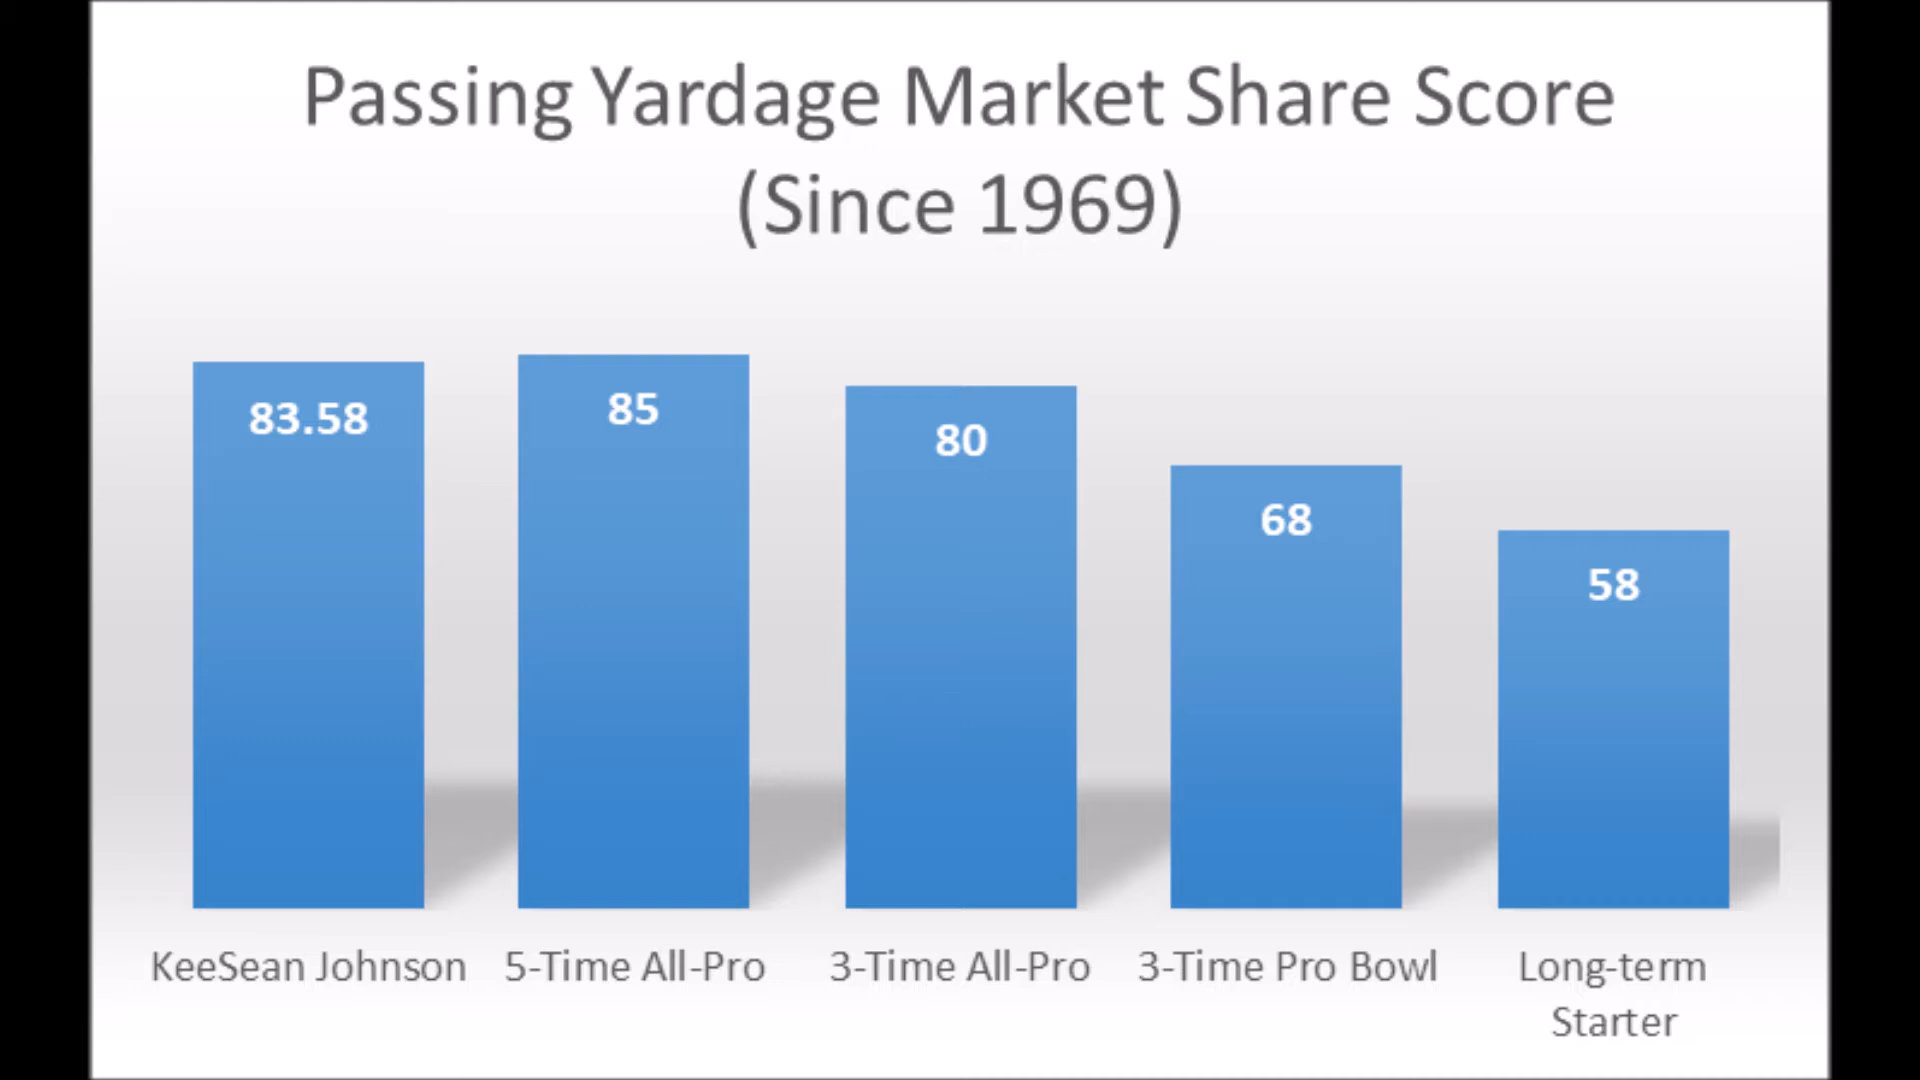 Passing Yardage Market Share Score
(Since 1969)
83.58
85
80
68
58
KeeSean Johnson
5-Time All-Pro
3-Time All-Pro
3-Time Pro Bowl
Long-term
Starter